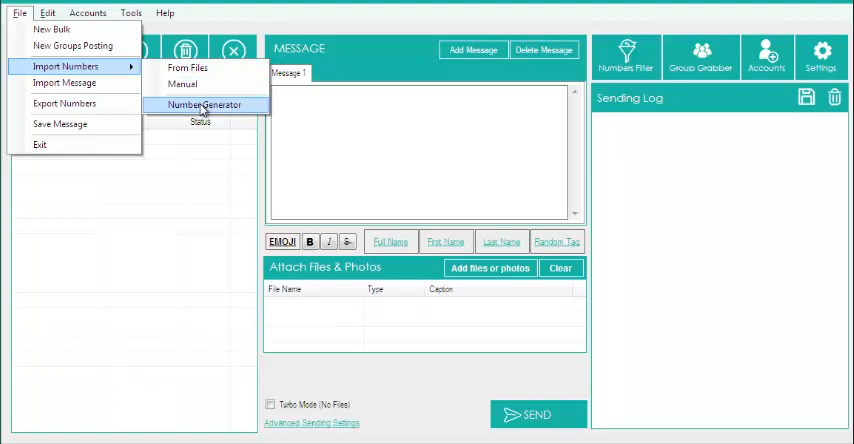 File Edit Accounts Tools Help
New Bulk
New Groups Posting
Import Numbers
Import Message
Export Numbers
Save Message
Exit
From Files
Manual
Number Generator
Status
MESSAGE
Add Message
Delete Message
Message 1
EMOJI B I S
Full Name
First Name
Last Name
Random Tag
Attach Files & Photos
Add files or photos
Clear
File Name Type Caption
Turbo Mode (No Files)
Advanced Sending Settings
SEND
Numbers Filter
Group Grabber
Accounts
Settings
Sending Log